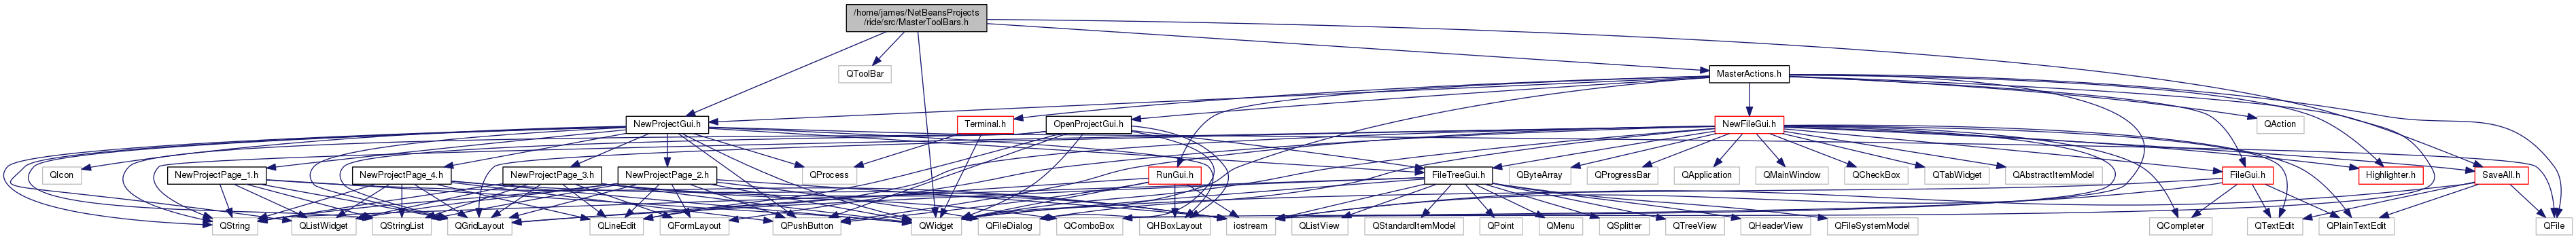 /home/james/NetBeansProjects
/ride/src/MasterToolBars.h
QToolBar
MasterActions.h
NewProjectGui.h
Terminal.h
OpenProjectGui.h
NewFileGui.h
QAction
QIcon
NewProjectPage_1.h
NewProjectPage_4.h
NewProjectPage_3.h
NewProjectPage_2.h
QProcess
RunGui.h
FileTreeGui.h
QByteArray
QProgressBar
QApplication
QMainWindow
QCheckBox
QTabWidget
QAbstractItemModel
FileGui.h
Highlighter.h
SaveAll.h
QString
QListWidget
QStringList
QGridLayout
QLineEdit
QFormLayout
QPushButton
QWidget
QFileDialog
QComboBox
QHBoxLayout
iostream
QListView
QStandardItemModel
QPoint
QMenu
QSplitter
QTreeView
QHeaderView
QFileSystemModel
QCompleter
QTextEdit
QPlainTextEdit
QFile